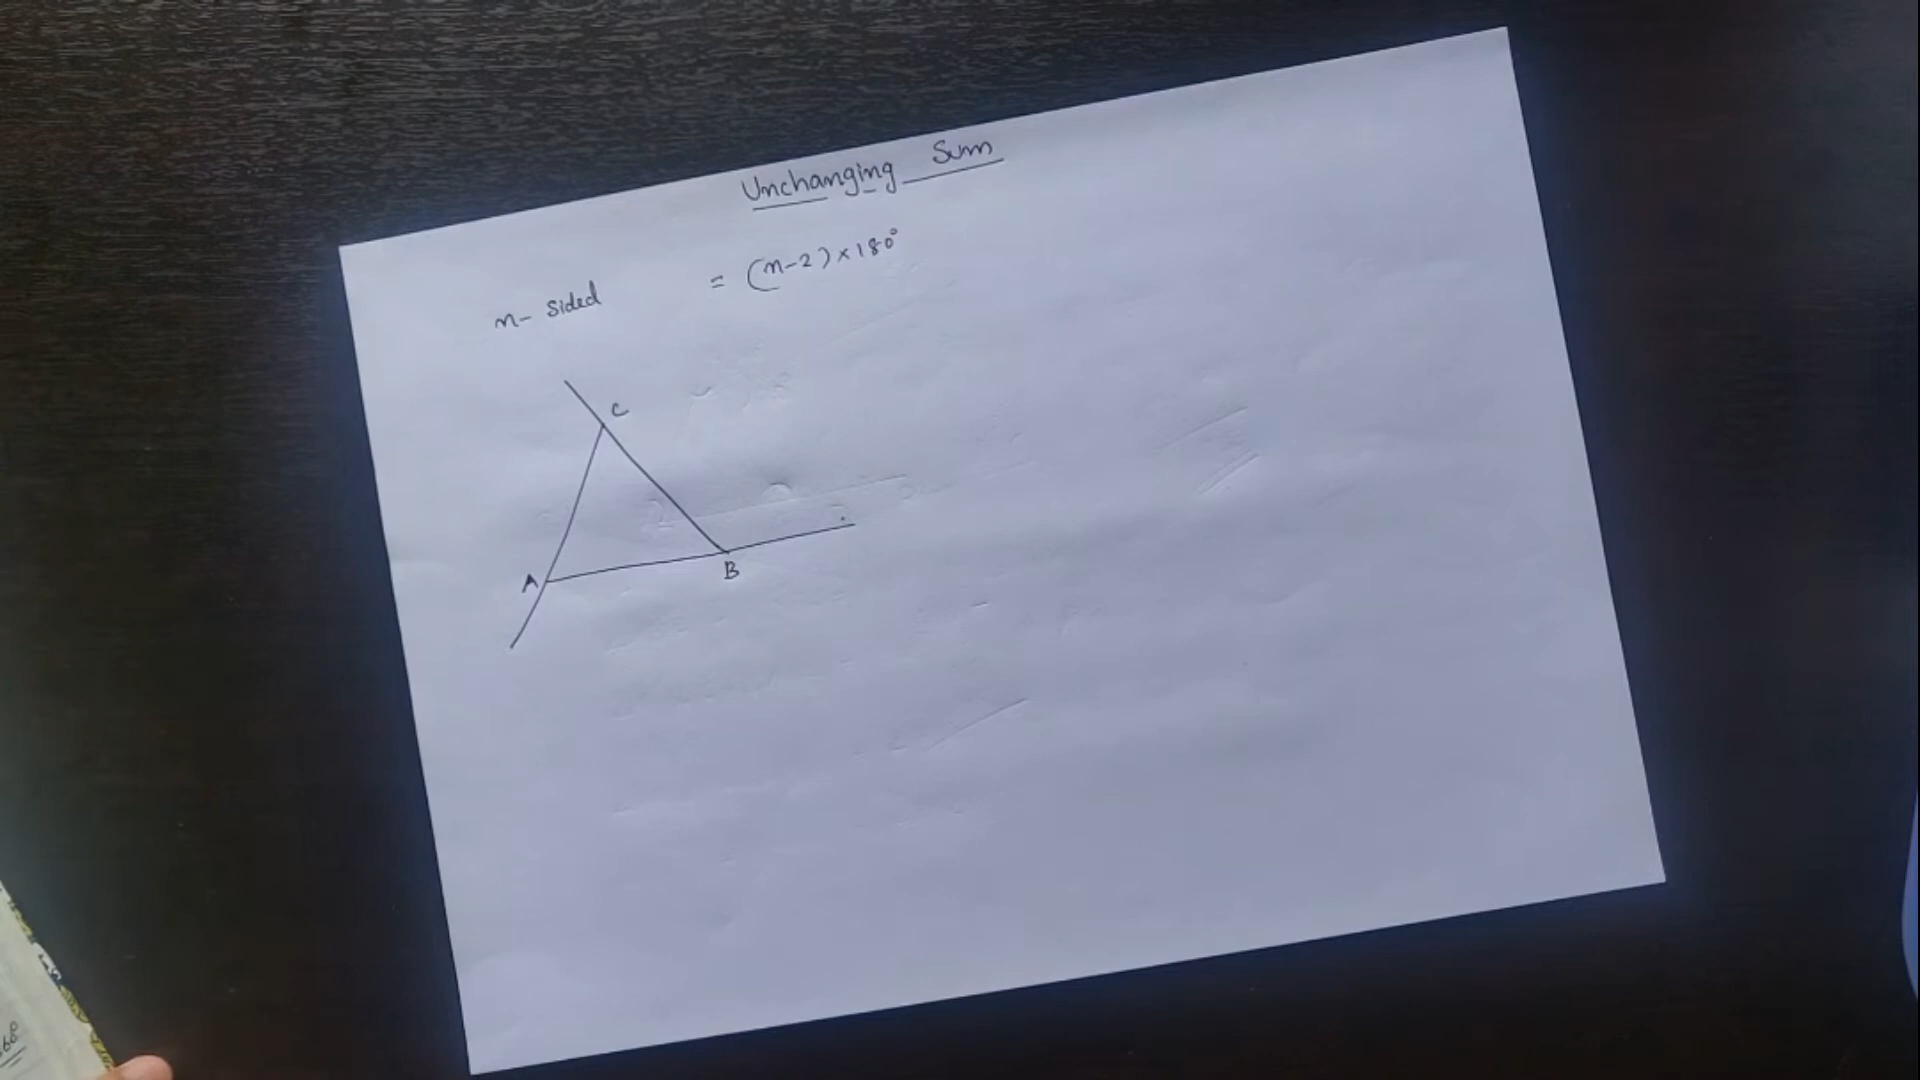 Unchanging Sum
n- sided = (n-2)×180°
C
A
B